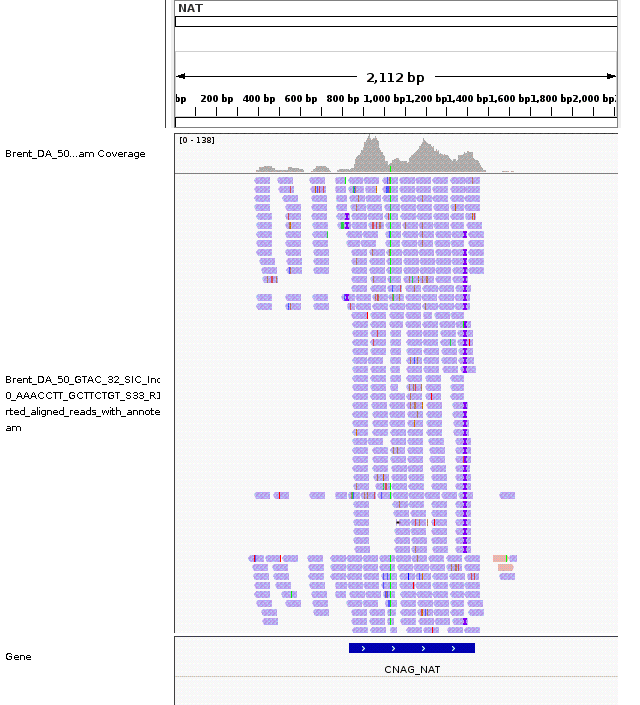 NAT
2,112 bp
bp 200 bp 400 bp 600 bp 800 bp 1,000 bp 1,200 bp 1,400 bp 1,600 bp 1,800 bp 2,000 bp
[0 - 138]
Brent_DA_50...am Coverage
Brent_DA_50_GTAC_32_SIC_Inc
0_AAACCTT_GCTTCTGT_S33_R1
rted_aligned_reads_with_annote
am
Gene
CNAG_NAT